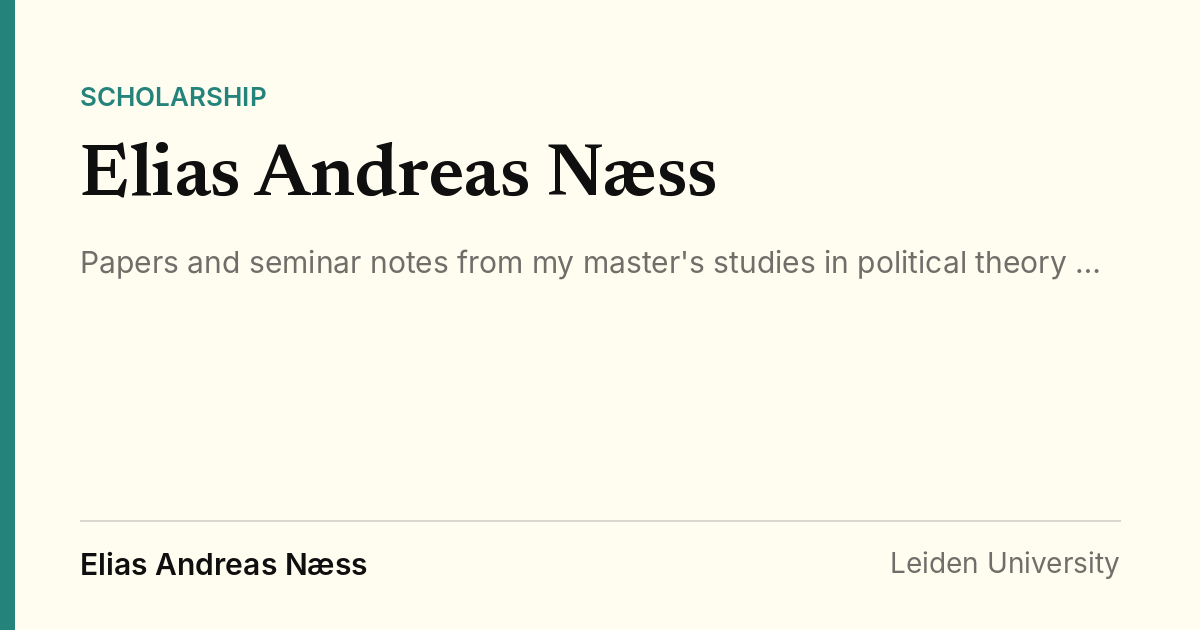 SCHOLARSHIP
Elias Andreas Næss
Papers and seminar notes from my master's studies in political theory ...
Elias Andreas Næss
Leiden University